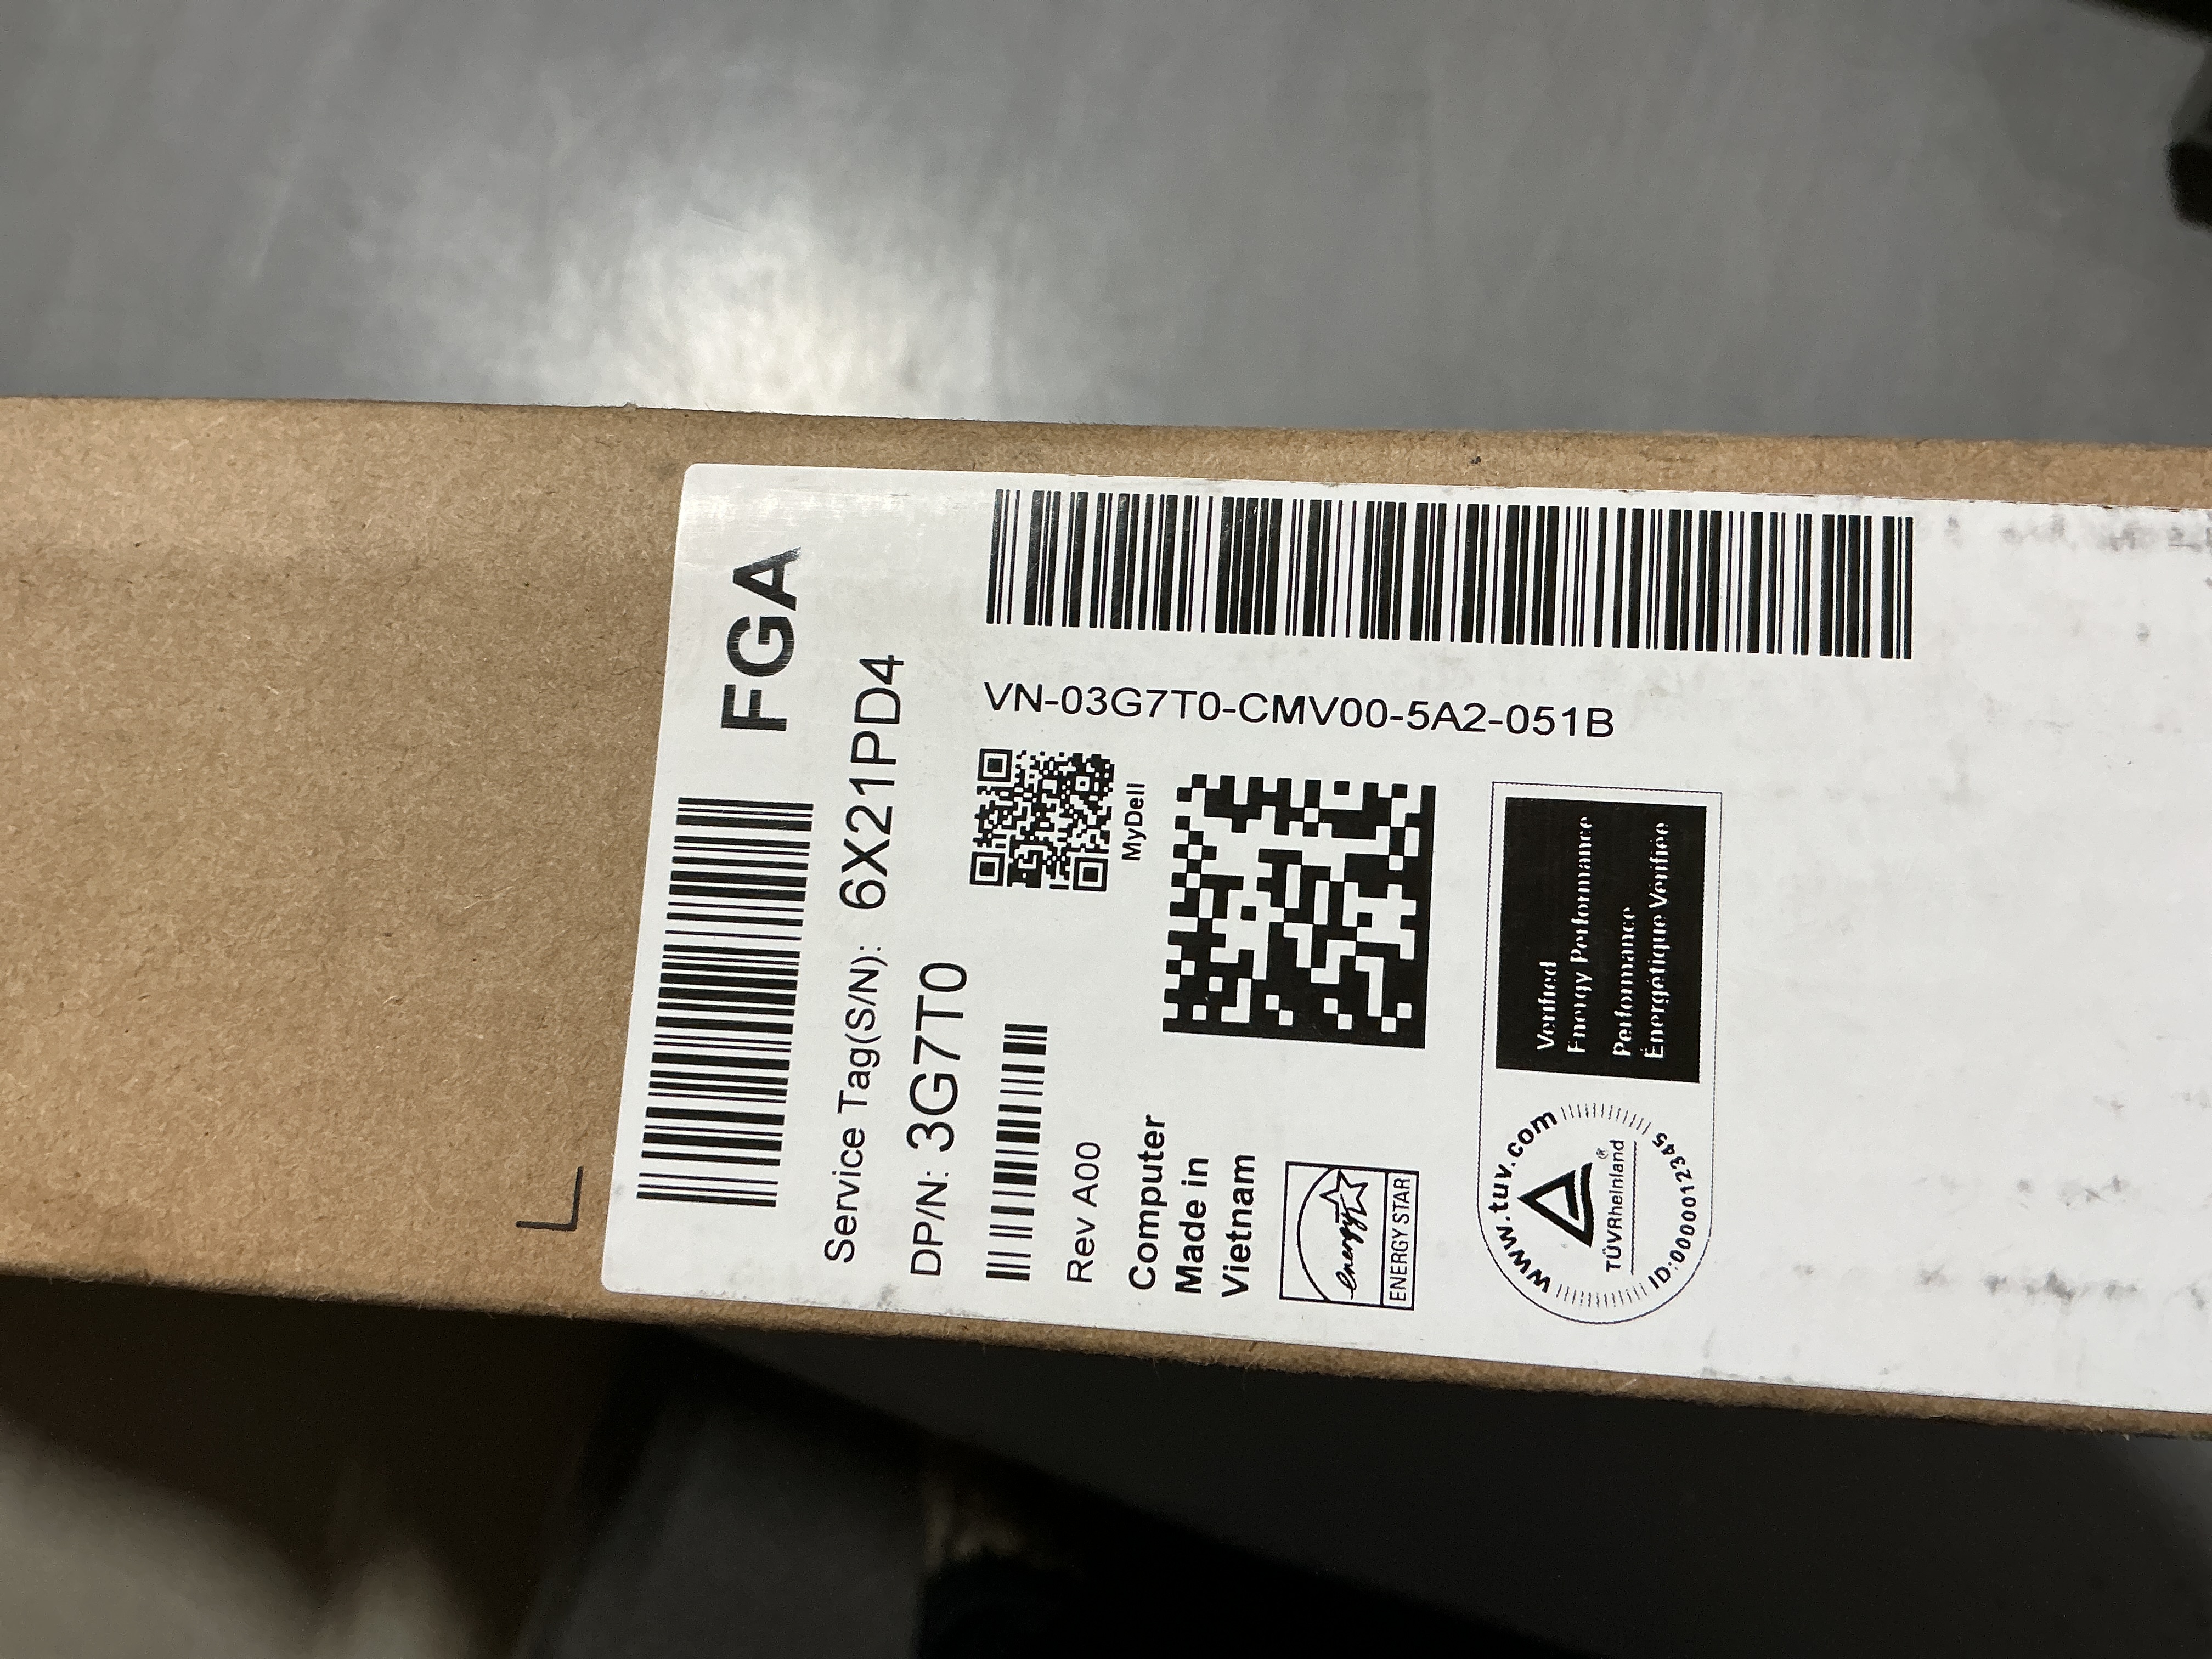 FGA
Service Tag(S/N): 6X21PD4
DP/N: 3G7T0
MyDell
VN-03G7T0-CMV00-5A2-051B
Rev A00
Computer
Made in
Vietnam
energy
ENERGY STAR
www.tuv.com
TÜVRheinland®
ID:0000012345
Verified
Energy Performance
Performance
Énergétique Vérifiée
L